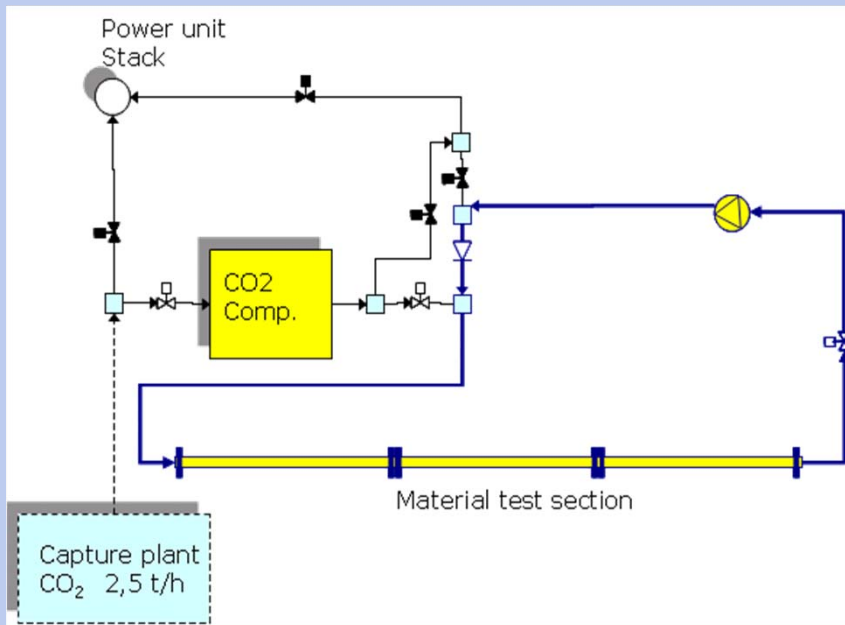 Power unit
Stack
CO2
Comp.
Material test section
Capture plant
CO₂ 2,5 t/h